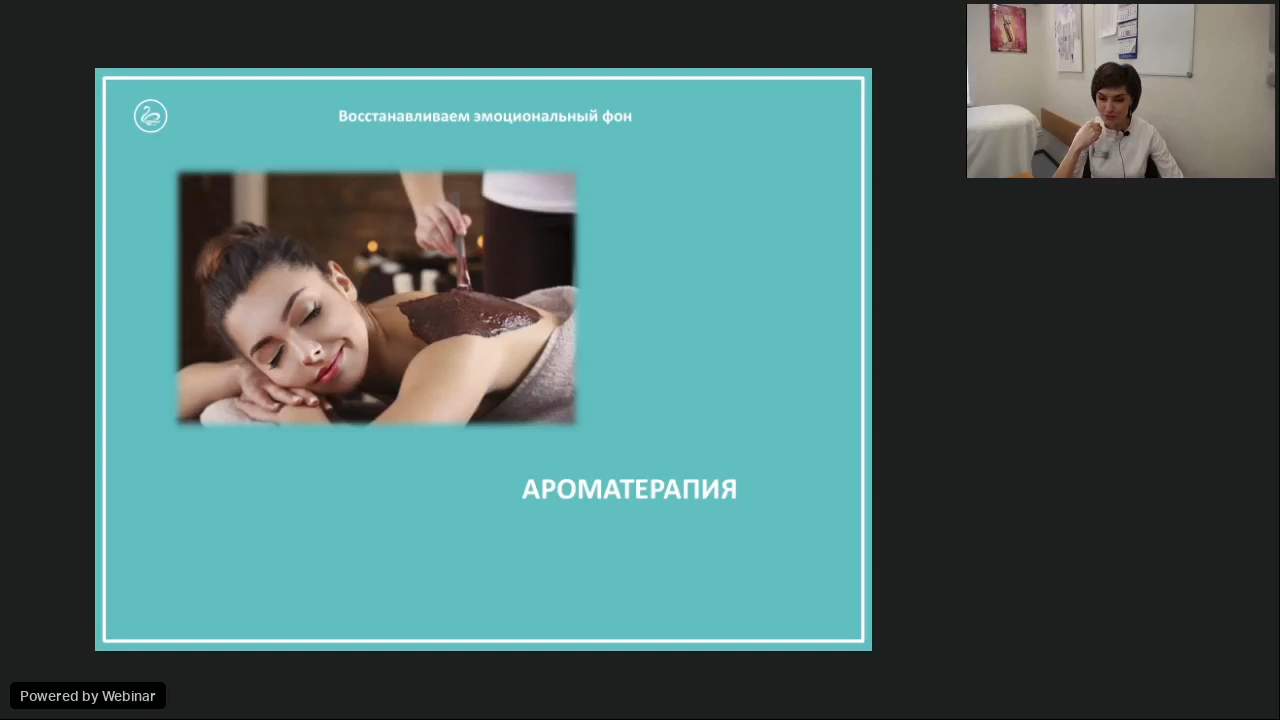 Восстанавливаем эмоциональный фон
АРОМАТЕРАПИЯ
Powered by Webinar